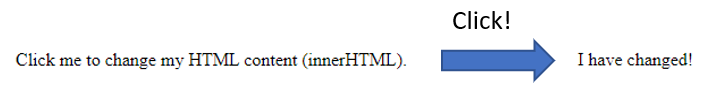 Click!
Click me to change my HTML content (innerHTML).
I have changed!